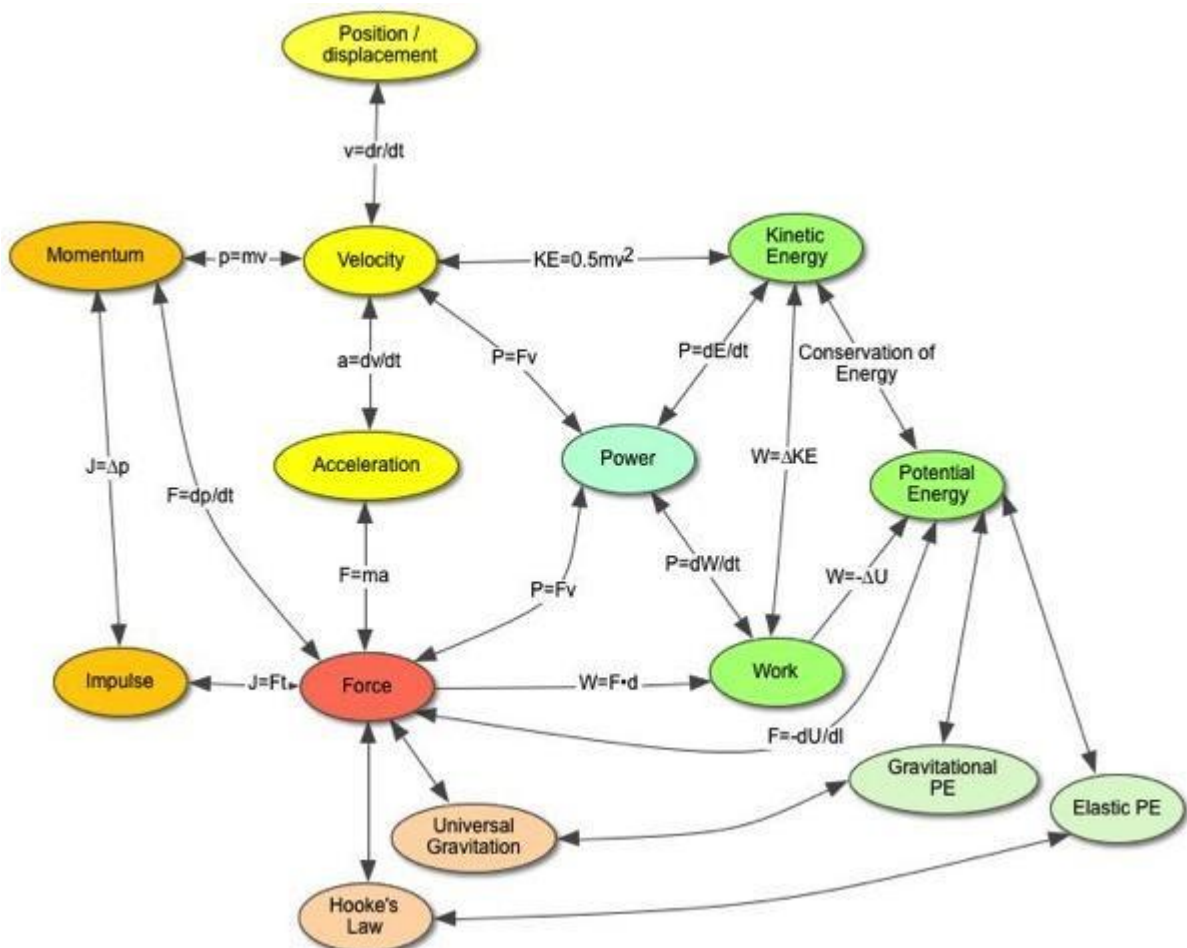 Position /
displacement
v=dr/dt
Momentum
p=mv
Velocity
KE=0.5mv²
Kinetic
Energy
a=dv/dt
P=Fv
P=dE/dt
Conservation of
Energy
J=Δp
F=dp/dt
Acceleration
Power
W=ΔKE
Potential
Energy
F=ma
P=Fv
P=dW/dt
W=-ΔU
Impulse
J=Ft
Force
W=F•d
Work
F=-dU/dl
Gravitational
PE
Elastic PE
Universal
Gravitation
Hooke's
Law